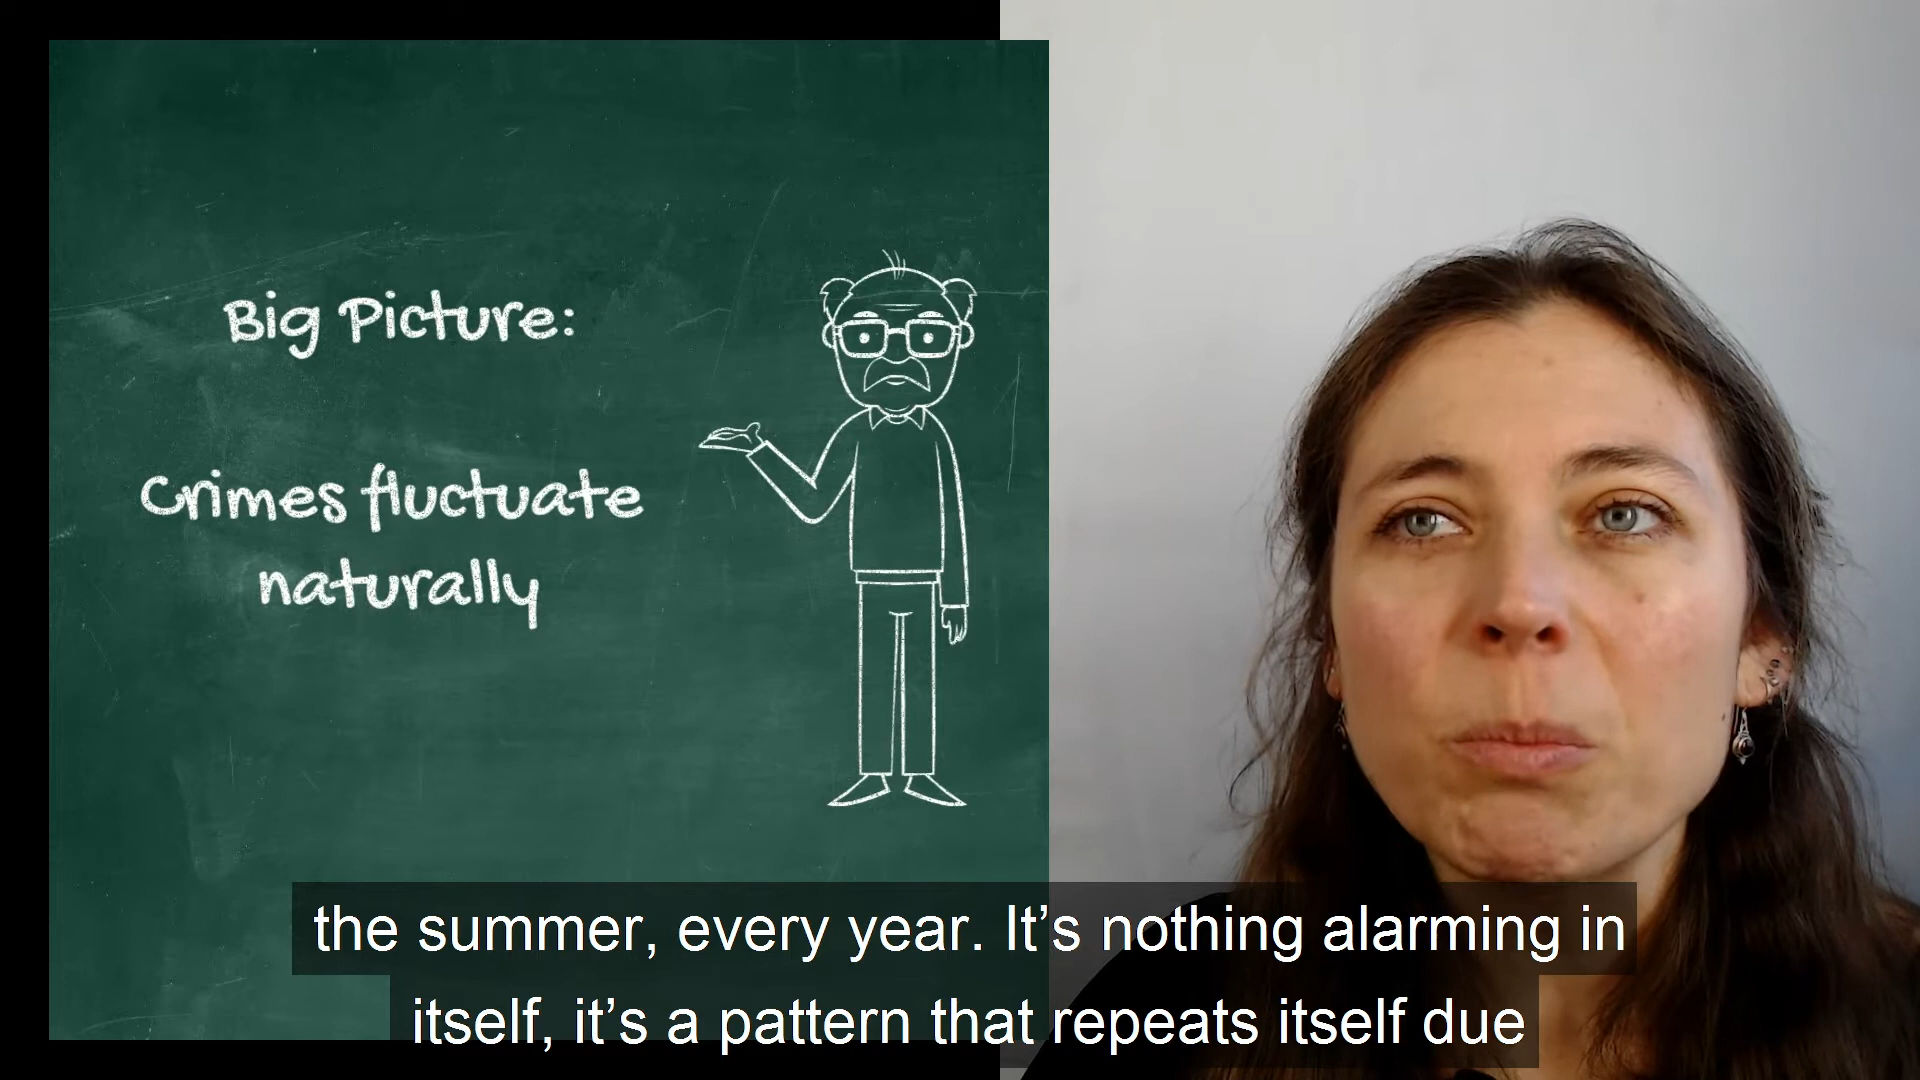 Big Picture:
Crimes fluctuate
naturally
the summer, every year. It’s nothing alarming in
itself, it’s a pattern that repeats itself due